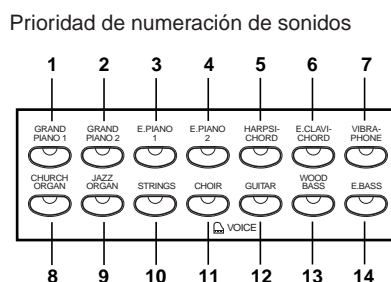 Prioridad de numeración de sonidos
1 2 3 4 5 6 7
GRAND PIANO 1
GRAND PIANO 2
E.PIANO 1
E.PIANO 2
HARPSI-CHORD
E.CLAVI-CHORD
VIBRA-PHONE
CHURCH ORGAN
JAZZ ORGAN
STRINGS
CHOIR
GUITAR
WOOD BASS
E.BASS
VOICE
8 9 10 11 12 13 14